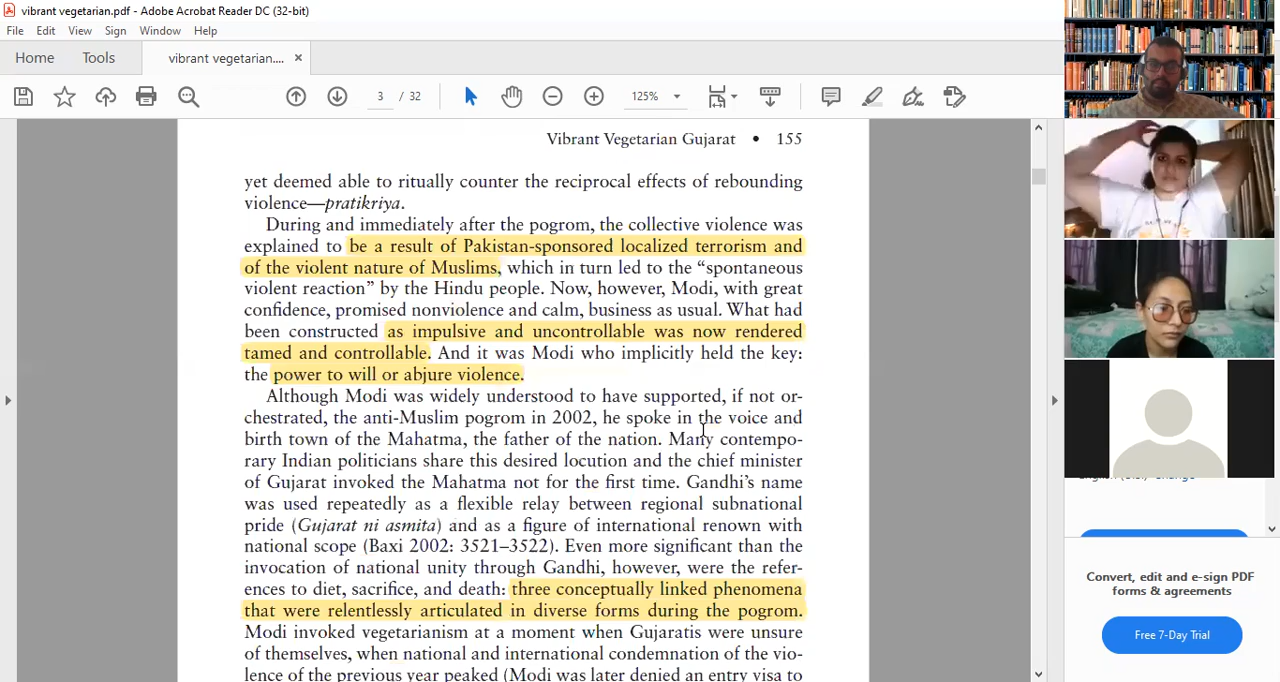 vibrant vegetarian.pdf - Adobe Acrobat Reader DC (32-bit)
File Edit View Sign Window Help
Home Tools vibrant vegetarian.... ×
3 / 32 125%
Vibrant Vegetarian Gujarat • 155
yet deemed able to ritually counter the reciprocal effects of rebounding
violence—pratikriya.
During and immediately after the pogrom, the collective violence was
explained to be a result of Pakistan-sponsored localized terrorism and
of the violent nature of Muslims, which in turn led to the “spontaneous
violent reaction” by the Hindu people. Now, however, Modi, with great
confidence, promised nonviolence and calm, business as usual. What had
been constructed as impulsive and uncontrollable was now rendered
tamed and controllable. And it was Modi who implicitly held the key:
the power to will or abjure violence.
Although Modi was widely understood to have supported, if not or-
chestrated, the anti-Muslim pogrom in 2002, he spoke in the voice and
birth town of the Mahatma, the father of the nation. Many contempo-
rary Indian politicians share this desired locution and the chief minister
of Gujarat invoked the Mahatma not for the first time. Gandhi’s name
was used repeatedly as a flexible relay between regional subnational
pride (Gujarat ni asmita) and as a figure of international renown with
national scope (Baxi 2002: 3521–3522). Even more significant than the
invocation of national unity through Gandhi, however, were the refer-
ences to diet, sacrifice, and death: three conceptually linked phenomena
that were relentlessly articulated in diverse forms during the pogrom.
Modi invoked vegetarianism at a moment when Gujaratis were unsure
of themselves, when national and international condemnation of the vio-
lence of the previous year peaked (Modi was later denied an entry visa to
Convert, edit and e-sign PDF
forms & agreements
Free 7-Day Trial